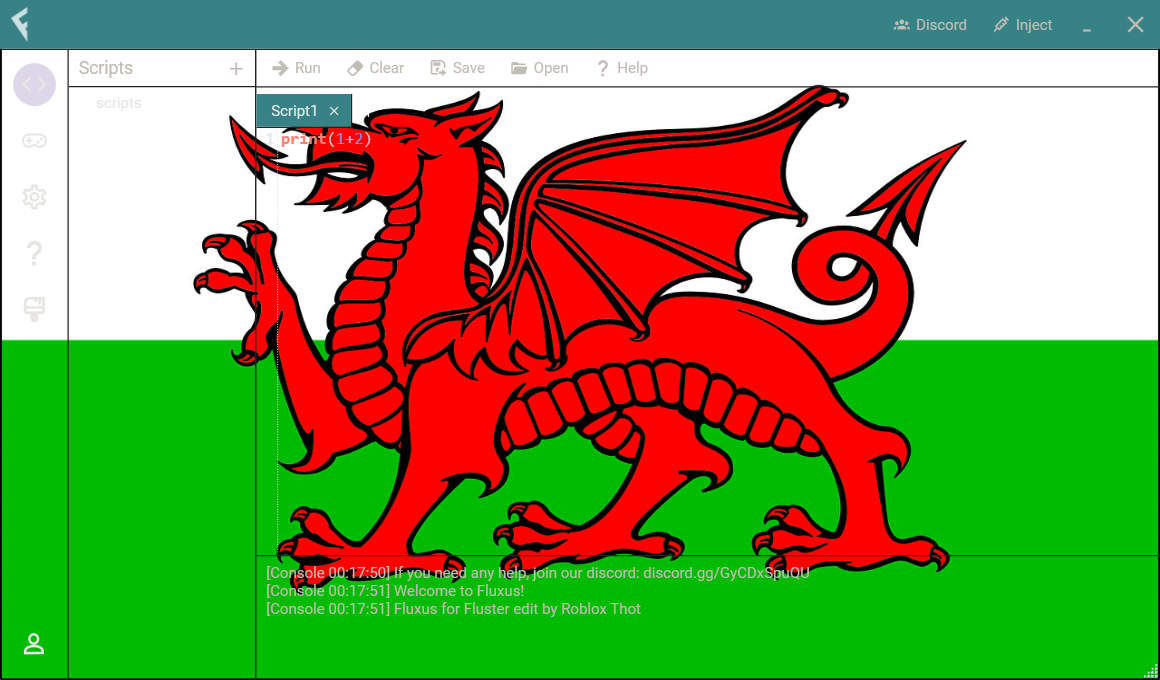 Discord Inject
Scripts
Run Clear Save Open Help
scripts
Script1
1 print(1+2)
[Console 00:17:50] If you need any help, join our discord: discord.gg/GyCDxSpuQU
[Console 00:17:51] Welcome to Fluxus!
[Console 00:17:51] Fluxus for Fluster edit by Roblox Thot